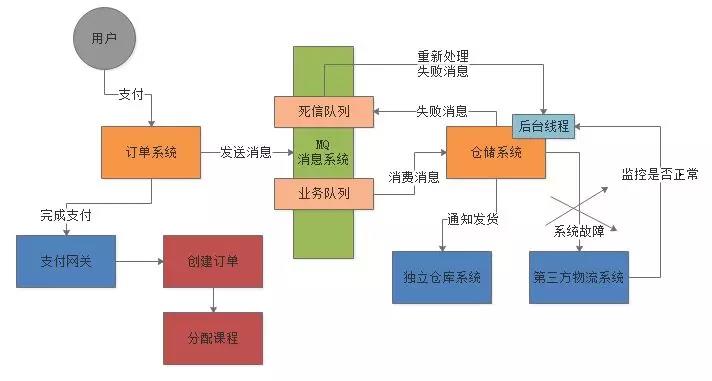 用户
支付
订单系统
发送消息
完成支付
支付网关
创建订单
分配课程
死信队列
MQ
消息系统
业务队列
重新处理
失败消息
失败消息
后台线程
仓储系统
消费消息
监控是否正常
通知发货
系统故障
独立仓库系统
第三方物流系统